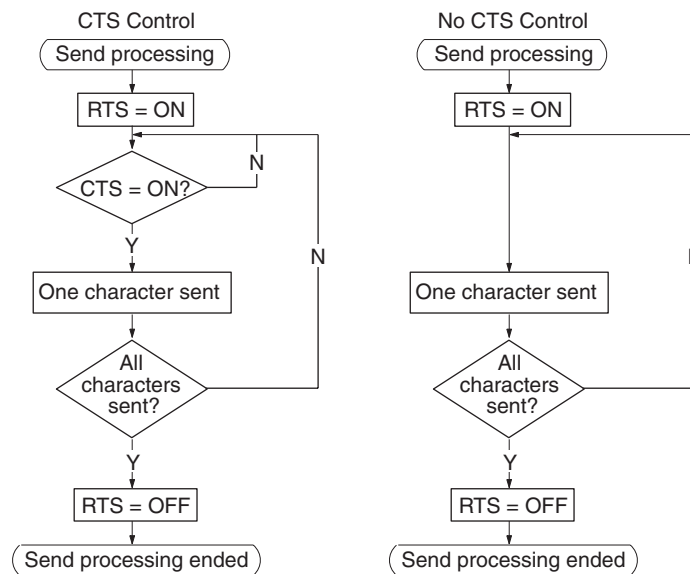 CTS Control
Send processing
RTS = ON
N
CTS = ON?
Y
N
One character sent
All
characters
sent?
Y
RTS = OFF
Send processing ended
No CTS Control
Send processing
RTS = ON
One character sent
All
characters
sent?
Y
RTS = OFF
Send processing ended